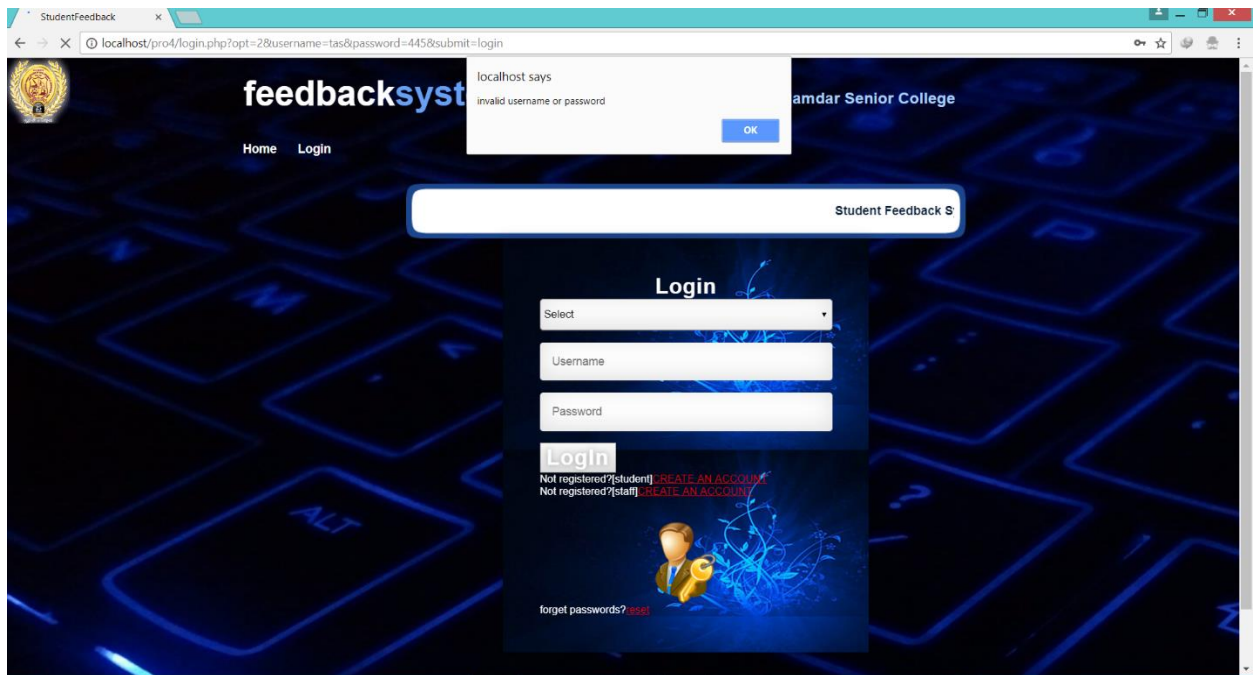 StudentFeedback
localhost/pro4/login.php?opt=2&username=tas&password=445&submit=login
localhost says
invalid username or password
OK
feedbacksyst
amdar Senior College
Home Login
Student Feedback S
Login
Select
Username
Password
LogIn
Not registered?[student]CREATE AN ACCOUNT
Not registered?[staff]CREATE AN ACCOUNT
forget passwords?reset
ALT